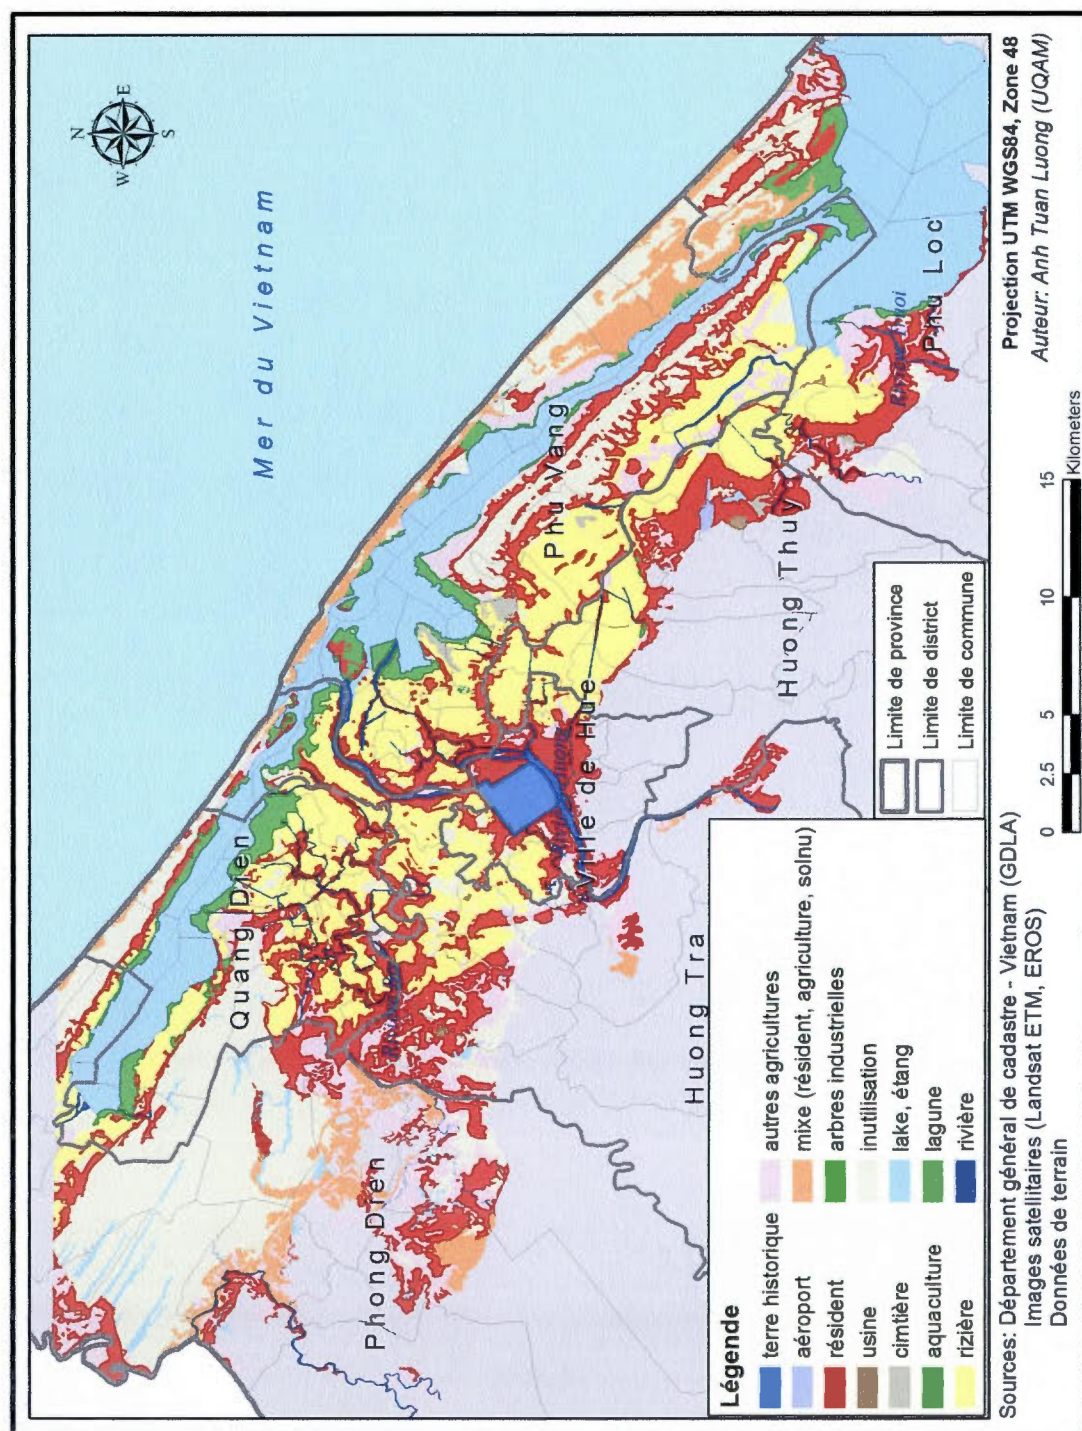 N
W E
S
Mer du Vietnam
Quang Dien
Phong Dien
Phu Vang
Ville de Hue
Huong Tra
Huong Thuy
Phu Loc
Légende
terre historique
aéroport
résident
usine
cimtière
aquaculture
rizière
autres agricultures
mixe (résident, agriculture, solnu)
arbres industrielles
inutilisation
lake, étang
lagune
rivière
Limite de province
Limite de district
Limite de commune
0 2.5 5 10 15
Kilometers
Sources: Département général de cadastre - Vietnam (GDLA)
Images satellitaires (Landsat ETM, EROS)
Données de terrain
Projection UTM WGS84, Zone 48
Auteur: Anh Tuan Luong (UQAM)